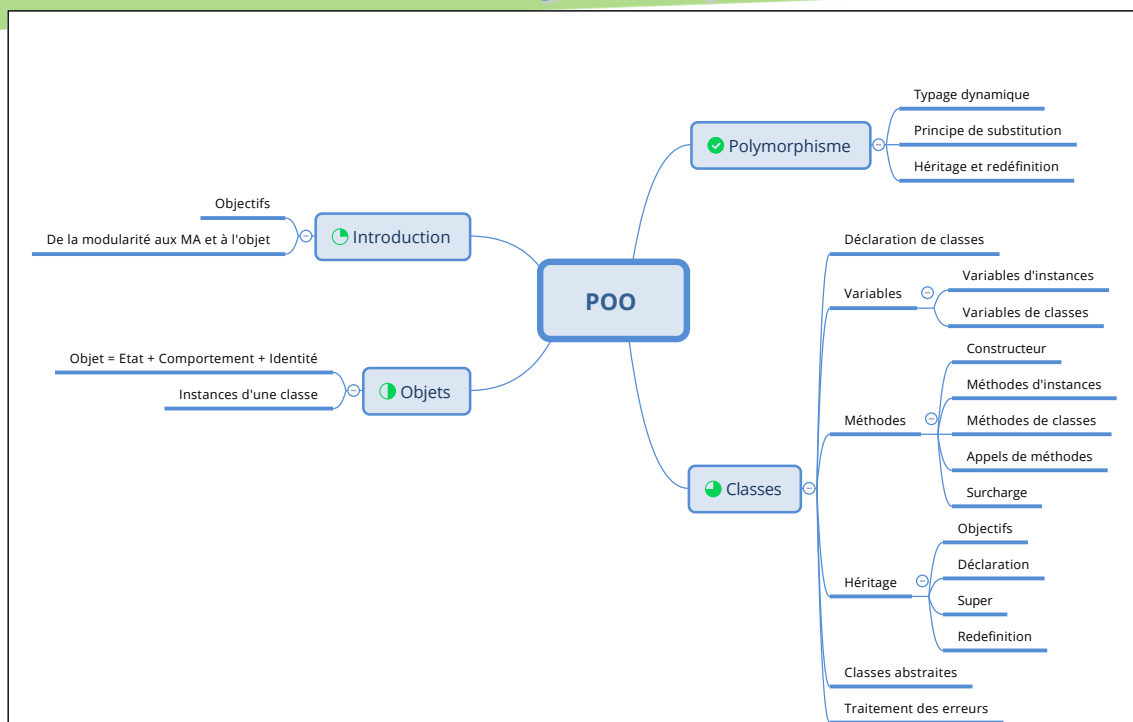 POO
Introduction
Objectifs
De la modularité aux MA et à l'objet
Objets
Objet = Etat + Comportement + Identité
Instances d'une classe
Classes
Déclaration de classes
Variables
Variables d'instances
Variables de classes
Méthodes
Constructeur
Méthodes d'instances
Méthodes de classes
Appels de méthodes
Surcharge
Héritage
Objectifs
Déclaration
Super
Redefinition
Classes abstraites
Traitement des erreurs
Polymorphisme
Typage dynamique
Principe de substitution
Héritage et redéfinition